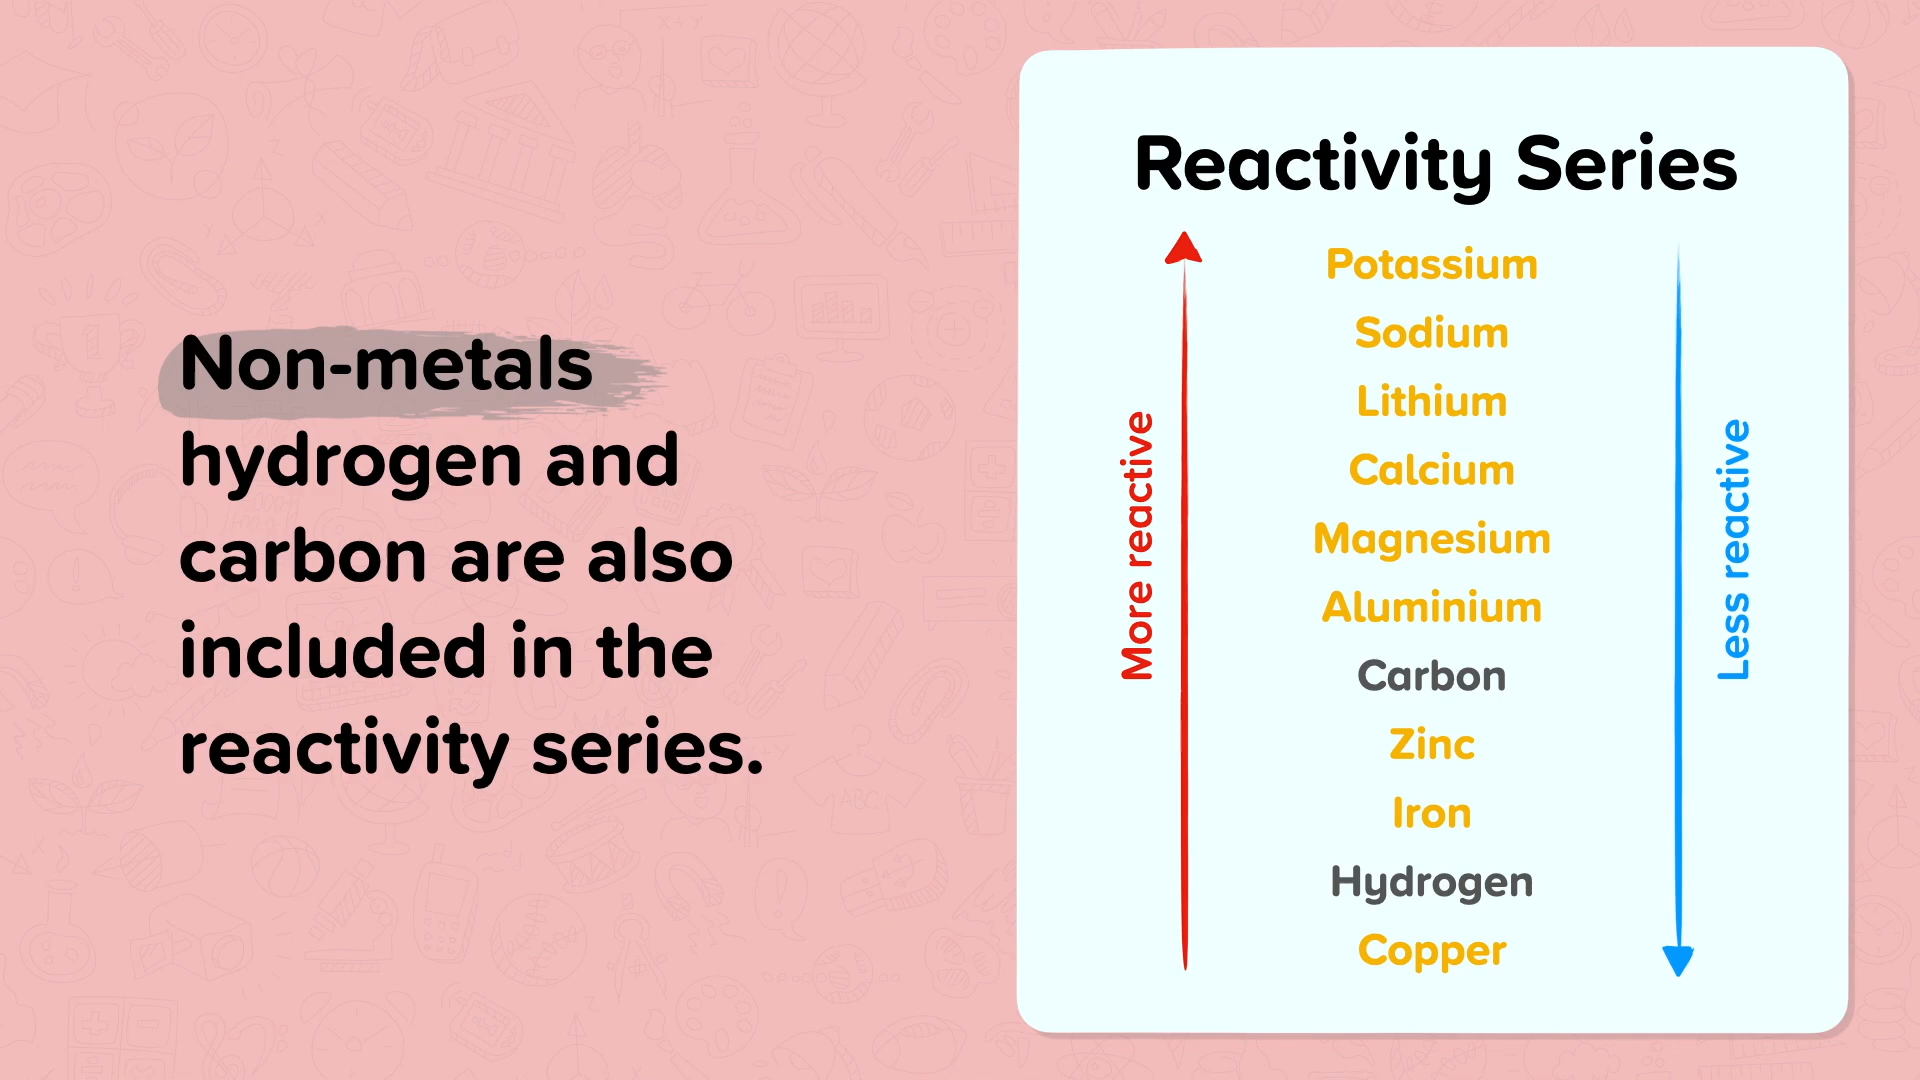 Non-metals
hydrogen and
carbon are also
included in the
reactivity series.
Reactivity Series
More reactive
Potassium
Sodium
Lithium
Calcium
Magnesium
Aluminium
Carbon
Zinc
Iron
Hydrogen
Copper
Less reactive